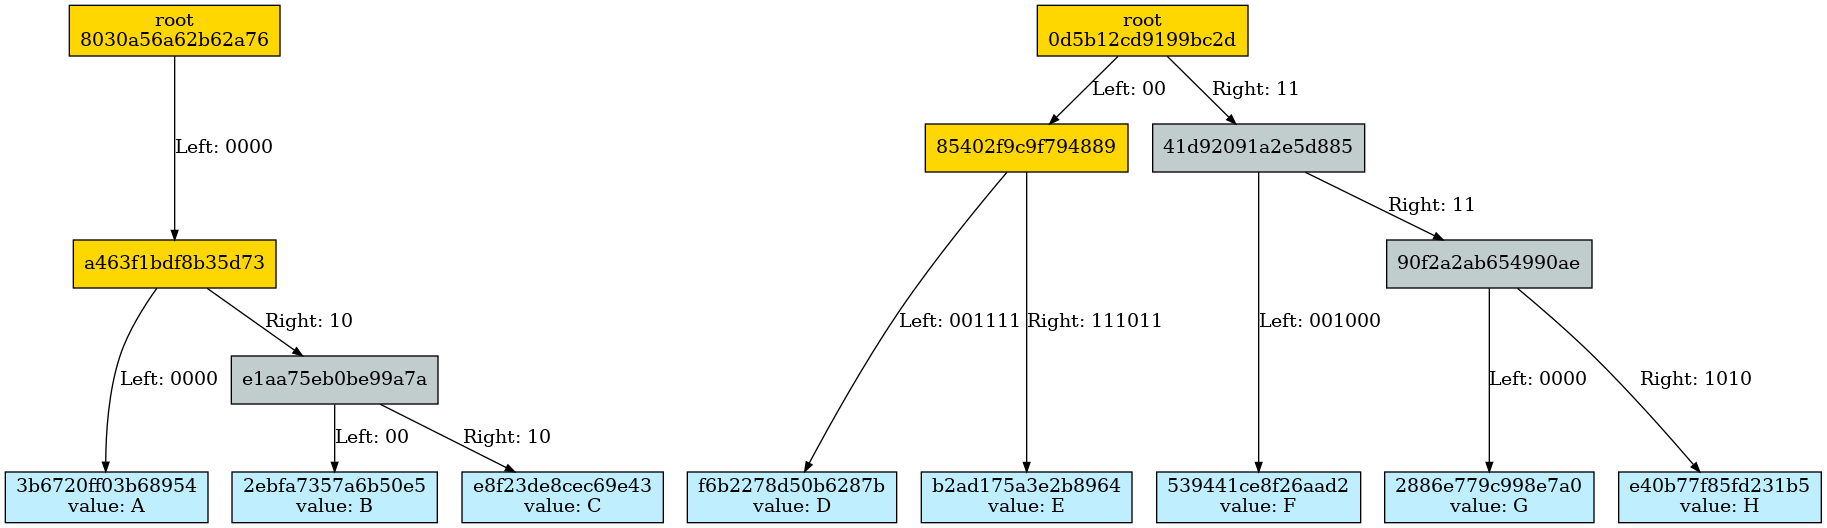 root
8030a56a62b62a76
root
0d5b12cd9199bc2d
Left: 00
Right: 11
Left: 0000
85402f9c9f794889
41d92091a2e5d885
Right: 11
a463f1bdf8b35d73
90f2a2ab654990ae
Right: 10
Left: 001111
Right: 111011
Left: 001000
Left: 0000
e1aa75eb0be99a7a
Left: 0000
Right: 1010
Left: 00
Right: 10
3b6720ff03b68954
value: A
2ebfa7357a6b50e5
value: B
e8f23de8cec69e43
value: C
f6b2278d50b6287b
value: D
b2ad175a3e2b8964
value: E
539441ce8f26aad2
value: F
2886e779c998e7a0
value: G
e40b77f85fd231b5
value: H